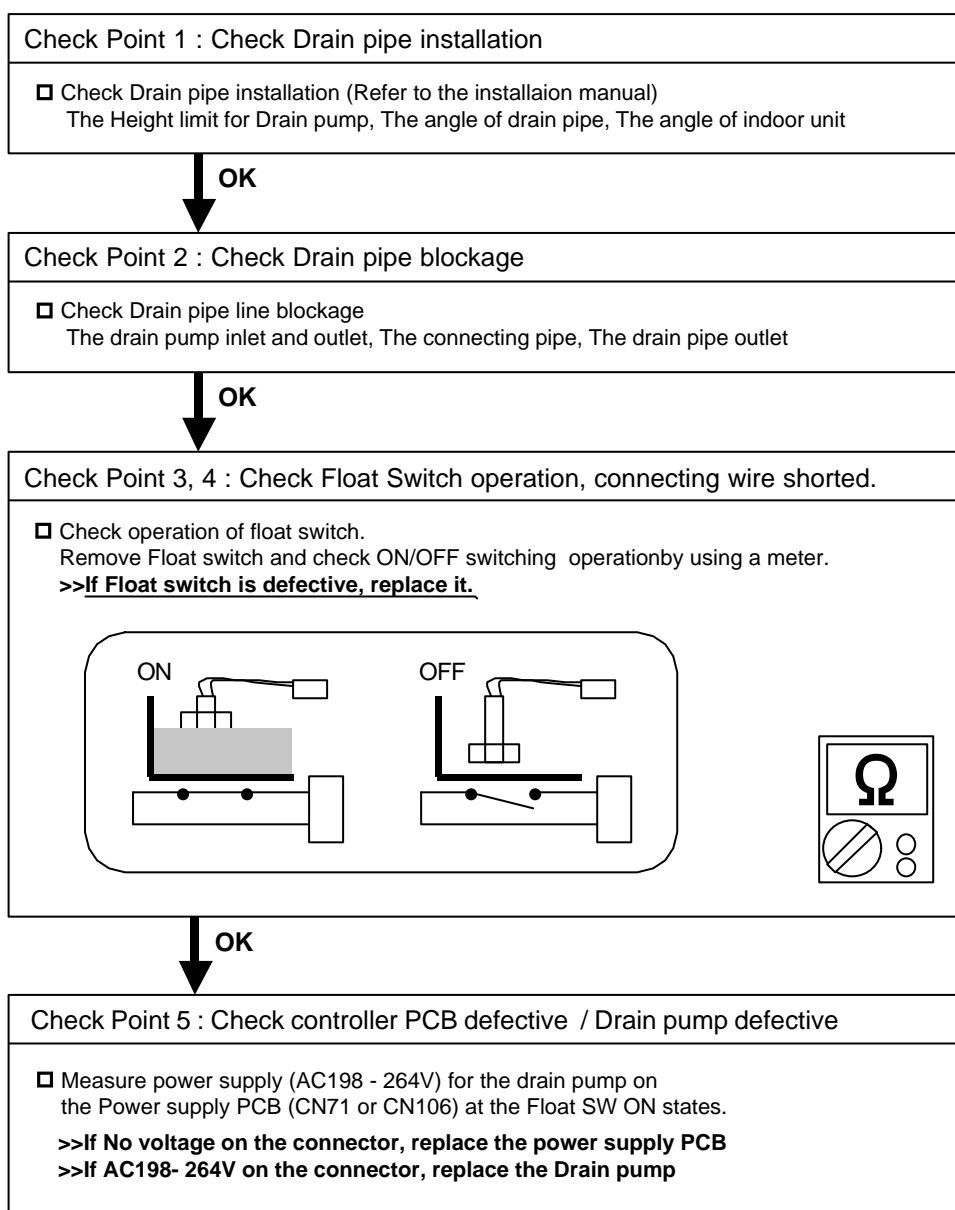 Check Point 1 : Check Drain pipe installation
Check Drain pipe installation (Refer to the installaion manual)
The Height limit for Drain pump, The angle of drain pipe, The angle of indoor unit
OK
Check Point 2 : Check Drain pipe blockage
Check Drain pipe line blockage
The drain pump inlet and outlet, The connecting pipe, The drain pipe outlet
OK
Check Point 3, 4 : Check Float Switch operation, connecting wire shorted.
Check operation of float switch.
Remove Float switch and check ON/OFF switching operationby using a meter.
>>If Float switch is defective, replace it.
ON
OFF
Ω
OK
Check Point 5 : Check controller PCB defective / Drain pump defective
Measure power supply (AC198 - 264V) for the drain pump on
the Power supply PCB (CN71 or CN106) at the Float SW ON states.
>>If No voltage on the connector, replace the power supply PCB
>>If AC198- 264V on the connector, replace the Drain pump